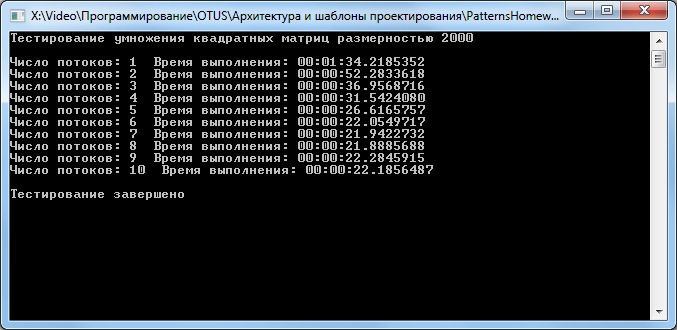 X:\Video\Программирование\OTUS\Архитектура и шаблоны проектирования\PatternsHomew...
Тестирование умножения квадратных матриц размерностью 2000
Число потоков: 1 Время выполнения: 00:01:34.2185352
Число потоков: 2 Время выполнения: 00:00:52.2833618
Число потоков: 3 Время выполнения: 00:00:36.9568716
Число потоков: 4 Время выполнения: 00:00:31.5424080
Число потоков: 5 Время выполнения: 00:00:26.6165757
Число потоков: 6 Время выполнения: 00:00:22.0549717
Число потоков: 7 Время выполнения: 00:00:21.9422732
Число потоков: 8 Время выполнения: 00:00:21.8885688
Число потоков: 9 Время выполнения: 00:00:22.2845915
Число потоков: 10 Время выполнения: 00:00:22.1856487
Тестирование завершено